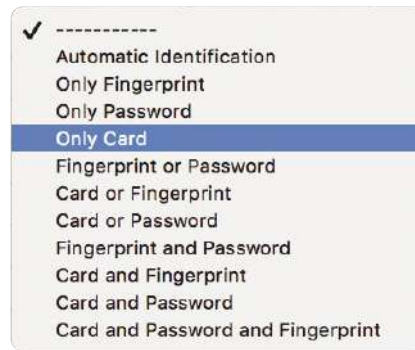 ✓ -----------
Automatic Identification
Only Fingerprint
Only Password
Only Card
Fingerprint or Password
Card or Fingerprint
Card or Password
Fingerprint and Password
Card and Fingerprint
Card and Password
Card and Password and Fingerprint